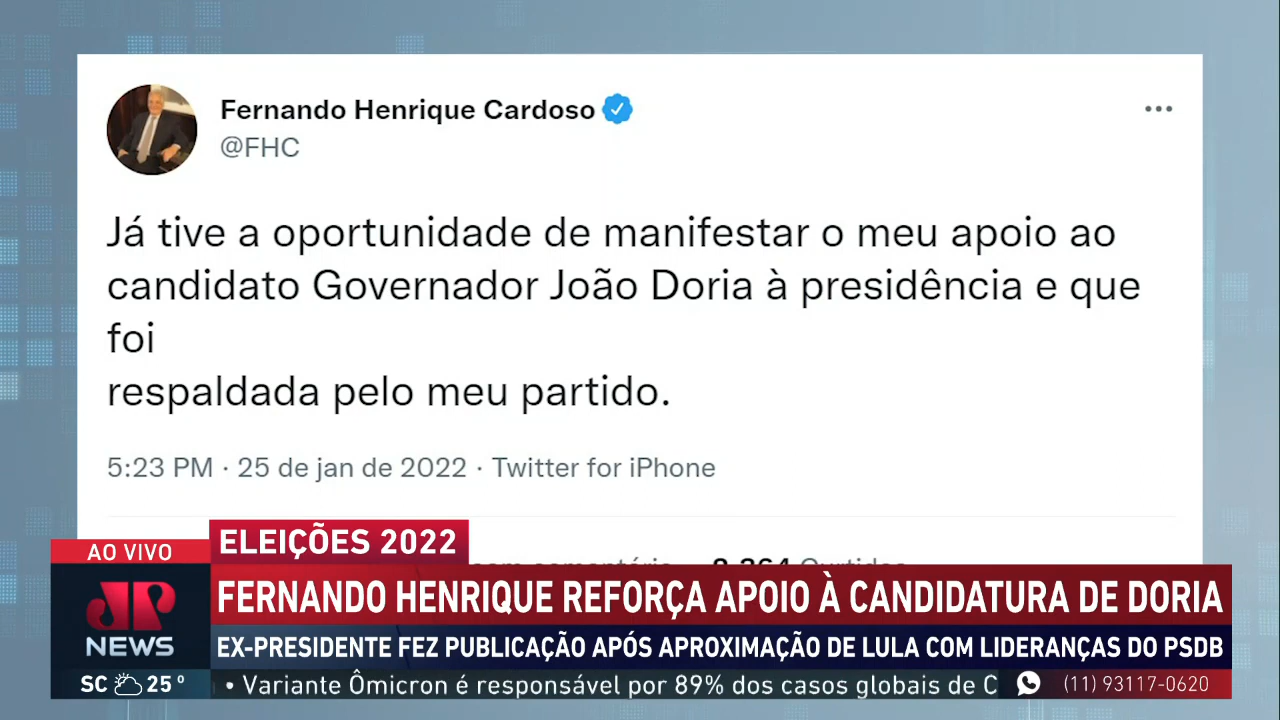 Fernando Henrique Cardoso
@FHC
Já tive a oportunidade de manifestar o meu apoio ao
candidato Governador João Doria à presidência e que
foi
respaldada pelo meu partido.
5:23 PM · 25 de jan de 2022 · Twitter for iPhone
ELEIÇÕES 2022
AO VIVO
FERNANDO HENRIQUE REFORÇA APOIO À CANDIDATURA DE DORIA
JP
NEWS
EX-PRESIDENTE FEZ PUBLICAÇÃO APÓS APROXIMAÇÃO DE LULA COM LIDERANÇAS DO PSDB
SC 25° • Variante Ômicron é responsável por 89% dos casos globais de C (11) 93117-0620